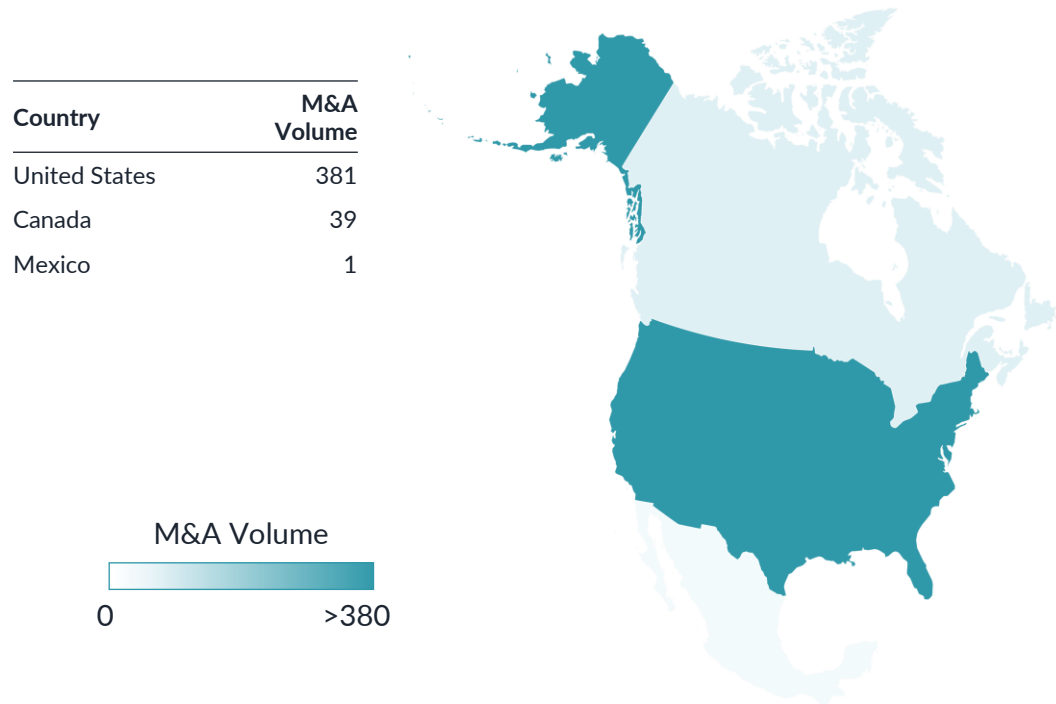 Country M&A Volume
United States 381
Canada 39
Mexico 1
M&A Volume
0 >380